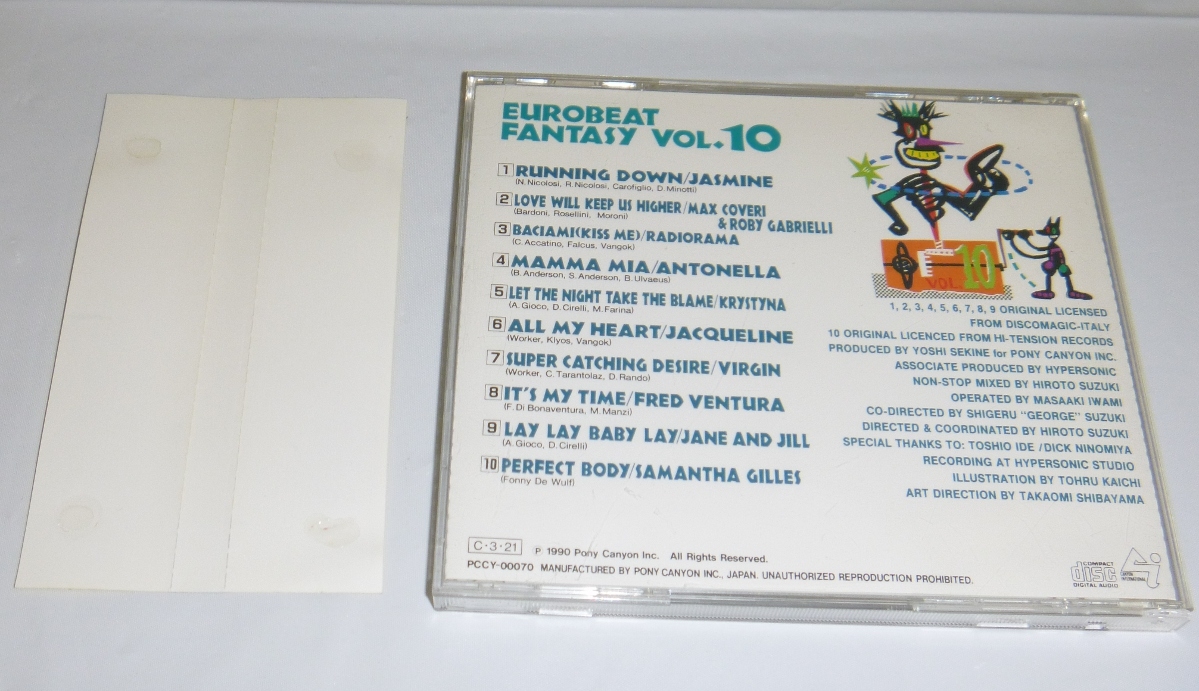 EUROBEAT
FANTASY VOL.10
1 RUNNING DOWN/JASMINE
(N. Nicolosi, R. Nicolosi, Carofiglio, D. Minotti)
2 LOVE WILL KEEP US HIGHER/MAX COVERI
& ROBY GABRIELLI
(Bardoni, Rosellini, Moroni)
3 BACIAMI(KISS ME)/RADIORAMA
(C. Accatino, Falcus, Vangok)
4 MAMMA MIA/ANTONELLA
(B. Anderson, S. Anderson, B. Ulvaeus)
5 LET THE NIGHT TAKE THE BLAME/KRYSTYNA
(A. Gioco, D. Cirelli, M. Farina)
6 ALL MY HEART/JACQUELINE
(Worker, Klyos, Vangok)
7 SUPER CATCHING DESIRE/VIRGIN
(Worker, C. Tarantolaz, D. Rando)
8 IT'S MY TIME/FRED VENTURA
(F. Di Bonaventura, M. Manzi)
9 LAY LAY BABY LAY/JANE AND JILL
(A. Gioco, D. Cirelli)
10 PERFECT BODY/SAMANTHA GILLES
(Fonny De Wulf)
VOL. 10
1, 2, 3, 4, 5, 6, 7, 8, 9 ORIGINAL LICENSED
FROM DISCOMAGIC-ITALY
10 ORIGINAL LICENCED FROM HI-TENSION RECORDS
PRODUCED BY YOSHI SEKINE for PONY CANYON INC.
ASSOCIATE PRODUCED BY HYPERSONIC
NON-STOP MIXED BY HIROTO SUZUKI
OPERATED BY MASAAKI IWAMI
CO-DIRECTED BY SHIGERU "GEORGE" SUZUKI
DIRECTED & COORDINATED BY HIROTO SUZUKI
SPECIAL THANKS TO: TOSHIO IDE /DICK NINOMIYA
RECORDING AT HYPERSONIC STUDIO
ILLUSTRATION BY TOHRU KAICHI
ART DIRECTION BY TAKAOMI SHIBAYAMA
C·3·21 ℗ 1990 Pony Canyon Inc. All Rights Reserved.
PCCY-00070 MANUFACTURED BY PONY CANYON INC., JAPAN. UNAUTHORIZED REPRODUCTION PROHIBITED.
COMPACT
disc
DIGITAL AUDIO
CANYON
INTERNATIONAL